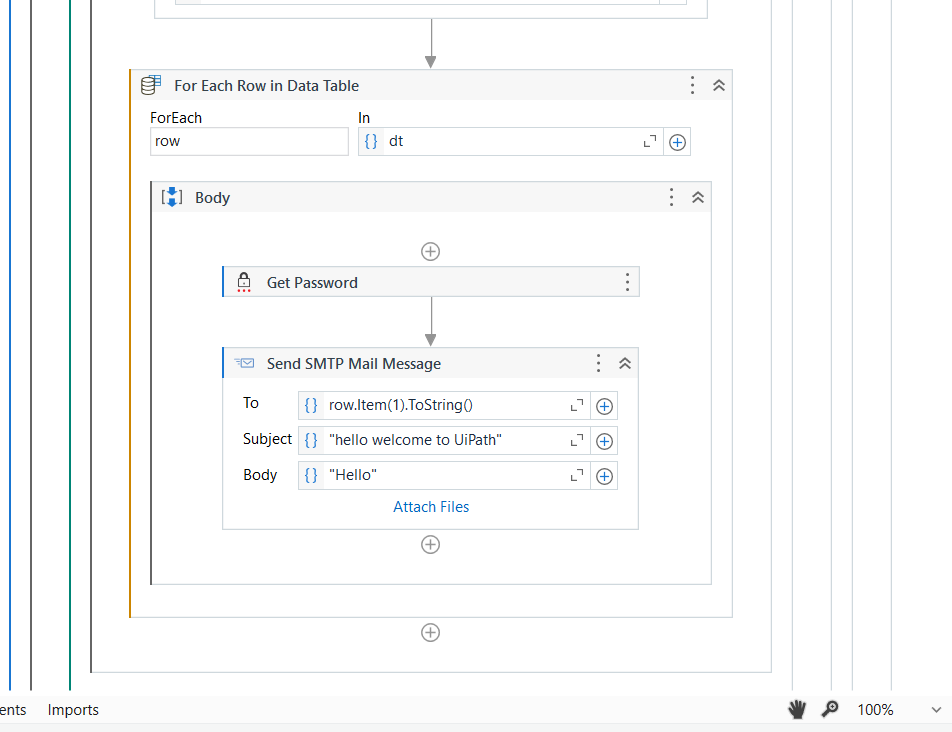 For Each Row in Data Table
ForEach
In
row
{} dt
Body
Get Password
Send SMTP Mail Message
To {} row.Item(1).ToString()
Subject {} "hello welcome to UiPath"
Body {} "Hello"
Attach Files
ents Imports 100%